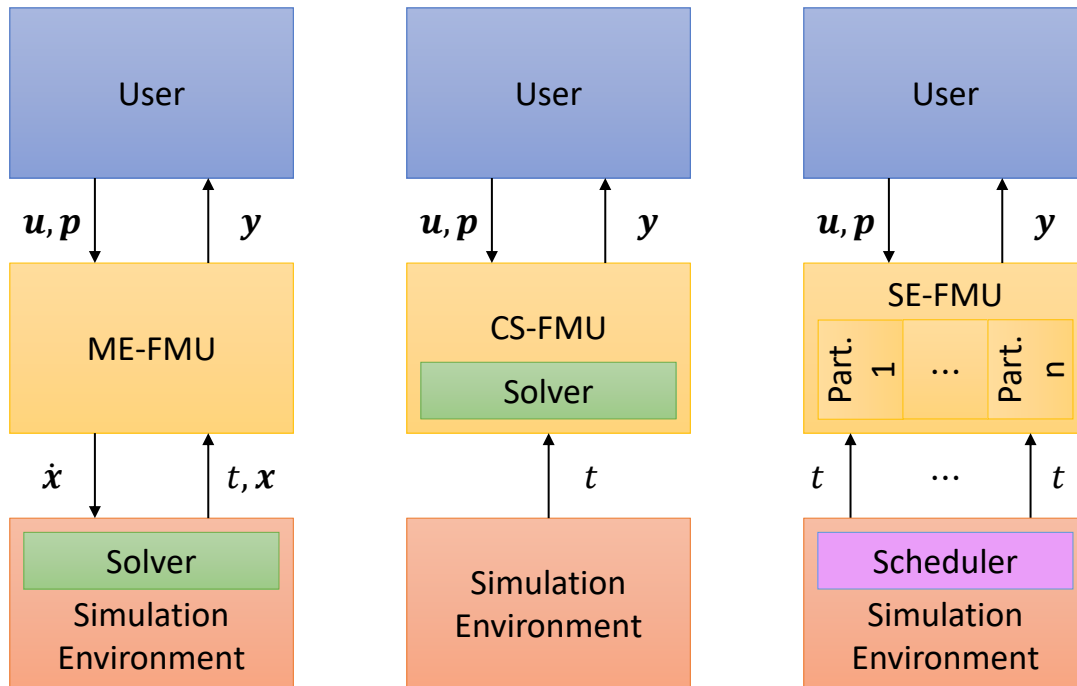 User
u, p
y
ME-FMU
ẋ
t, x
Solver
Simulation
Environment
User
u, p
y
CS-FMU
Solver
t
Simulation
Environment
User
u, p
y
SE-FMU
Part.
1
...
Part.
n
t
...
t
Scheduler
Simulation
Environment